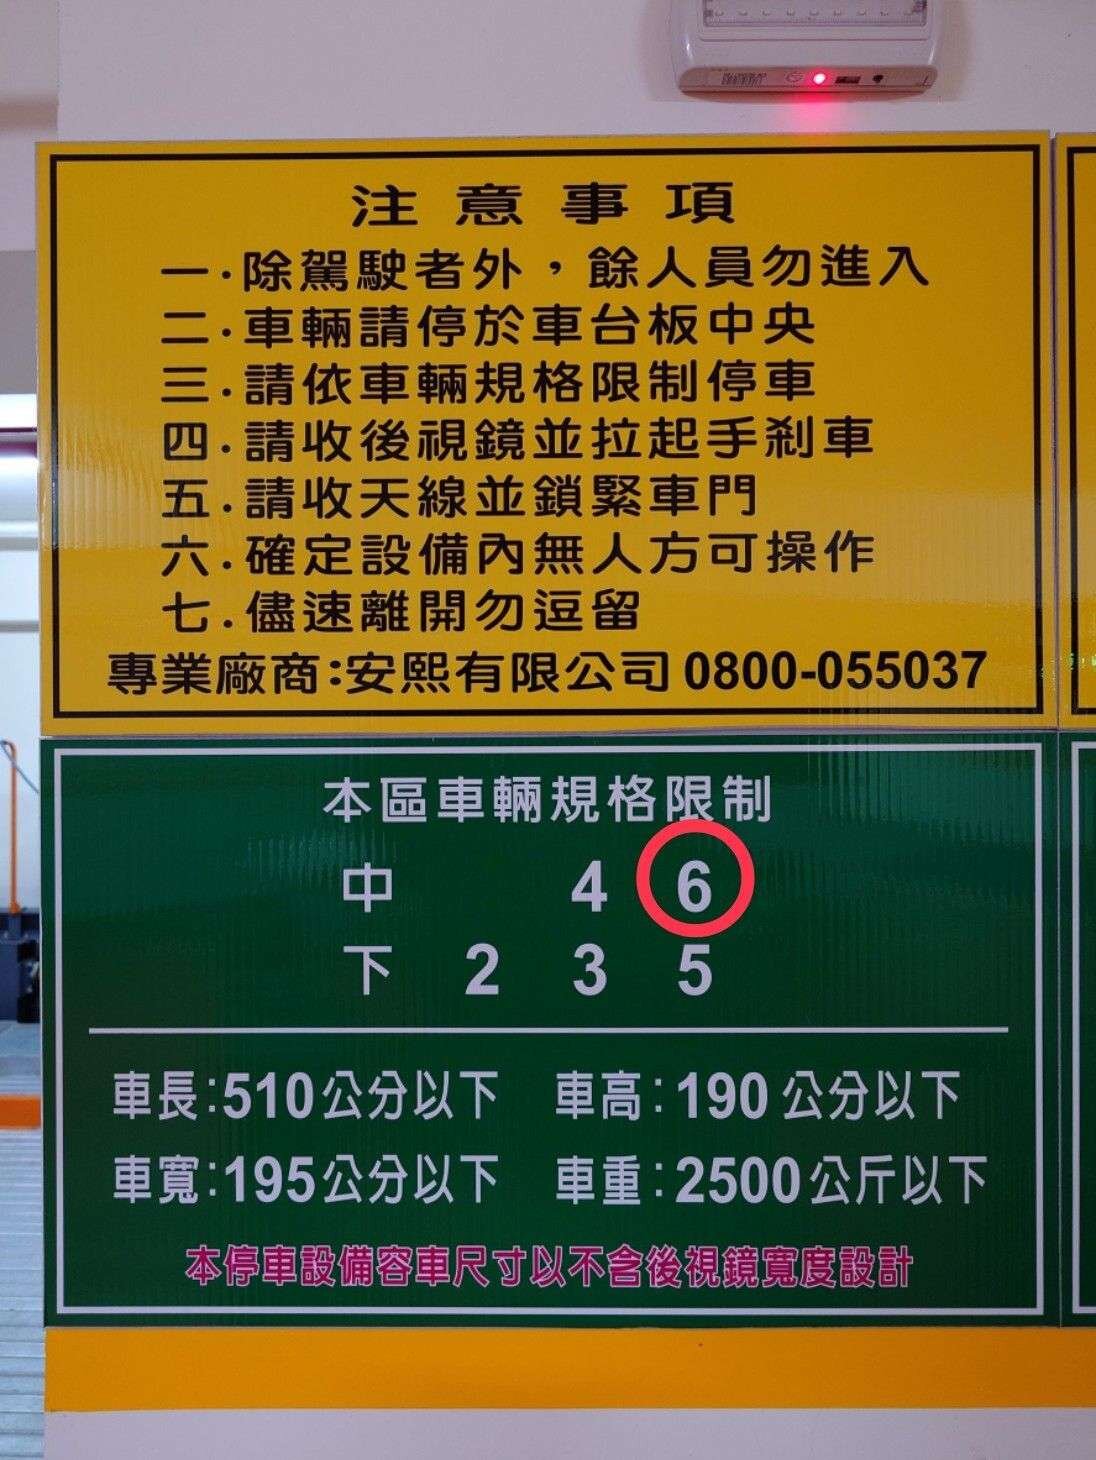 注意事項
一.除駕駛者外，餘人員勿進入
二.車輛請停於車台板中央
三.請依車輛規格限制停車
四.請收後視鏡並拉起手剎車
五.請收天線並鎖緊車門
六.確定設備內無人方可操作
七.儘速離開勿逗留
專業廠商:安熙有限公司 0800-055037
本區車輛規格限制
中 4 6
下 2 3 5
車長:510公分以下 車高:190公分以下
車寬:195公分以下 車重:2500公斤以下
本停車設備容車尺寸以不含後視鏡寬度設計